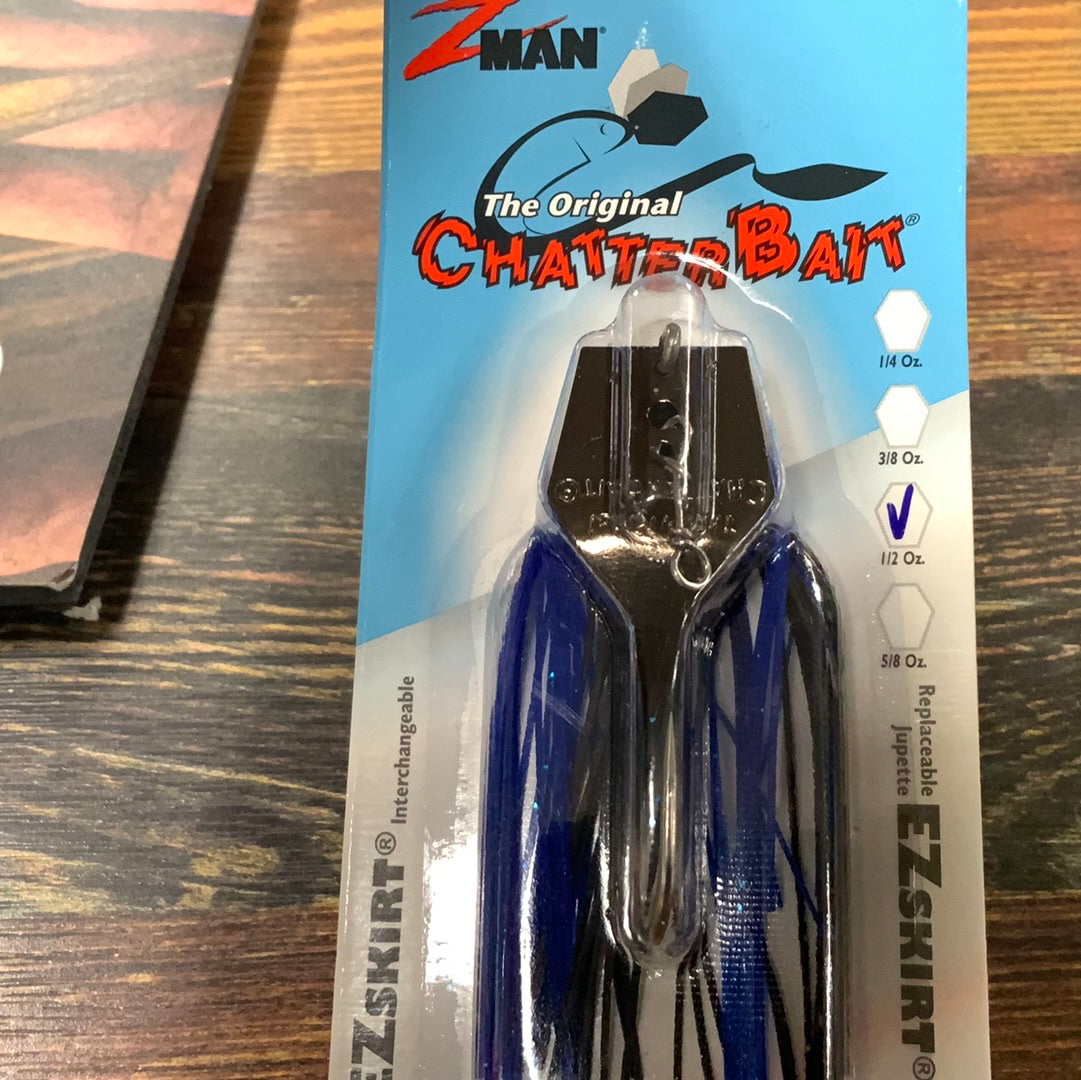 Z MAN®
The Original
CHATTERBAIT®
1/4 Oz.
3/8 Oz.
1/2 Oz.
5/8 Oz.
Interchangeable
EZSKIRT®
Replaceable
Jupette
EZSKIRT®